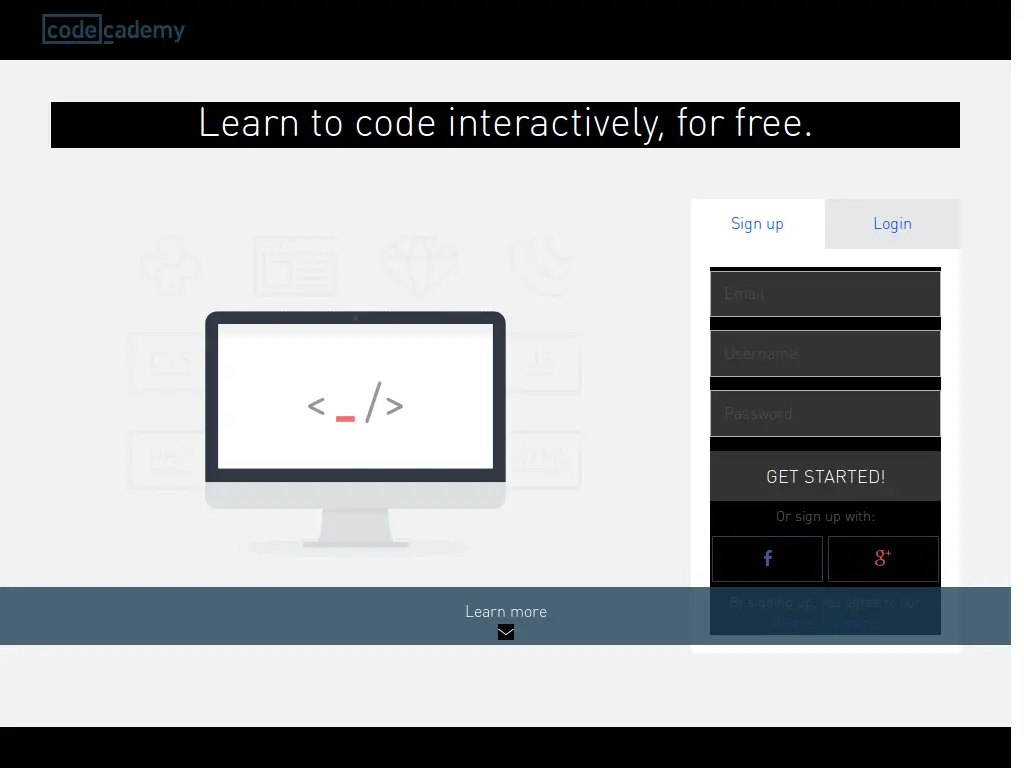 codecademy
Learn to code interactively, for free.
Sign up
Login
Email
Username
Password
GET STARTED!
Or sign up with:
f
g+
CSS
JS
PHP
HTML
< _ />
By signing up, you agree to our
Learn more